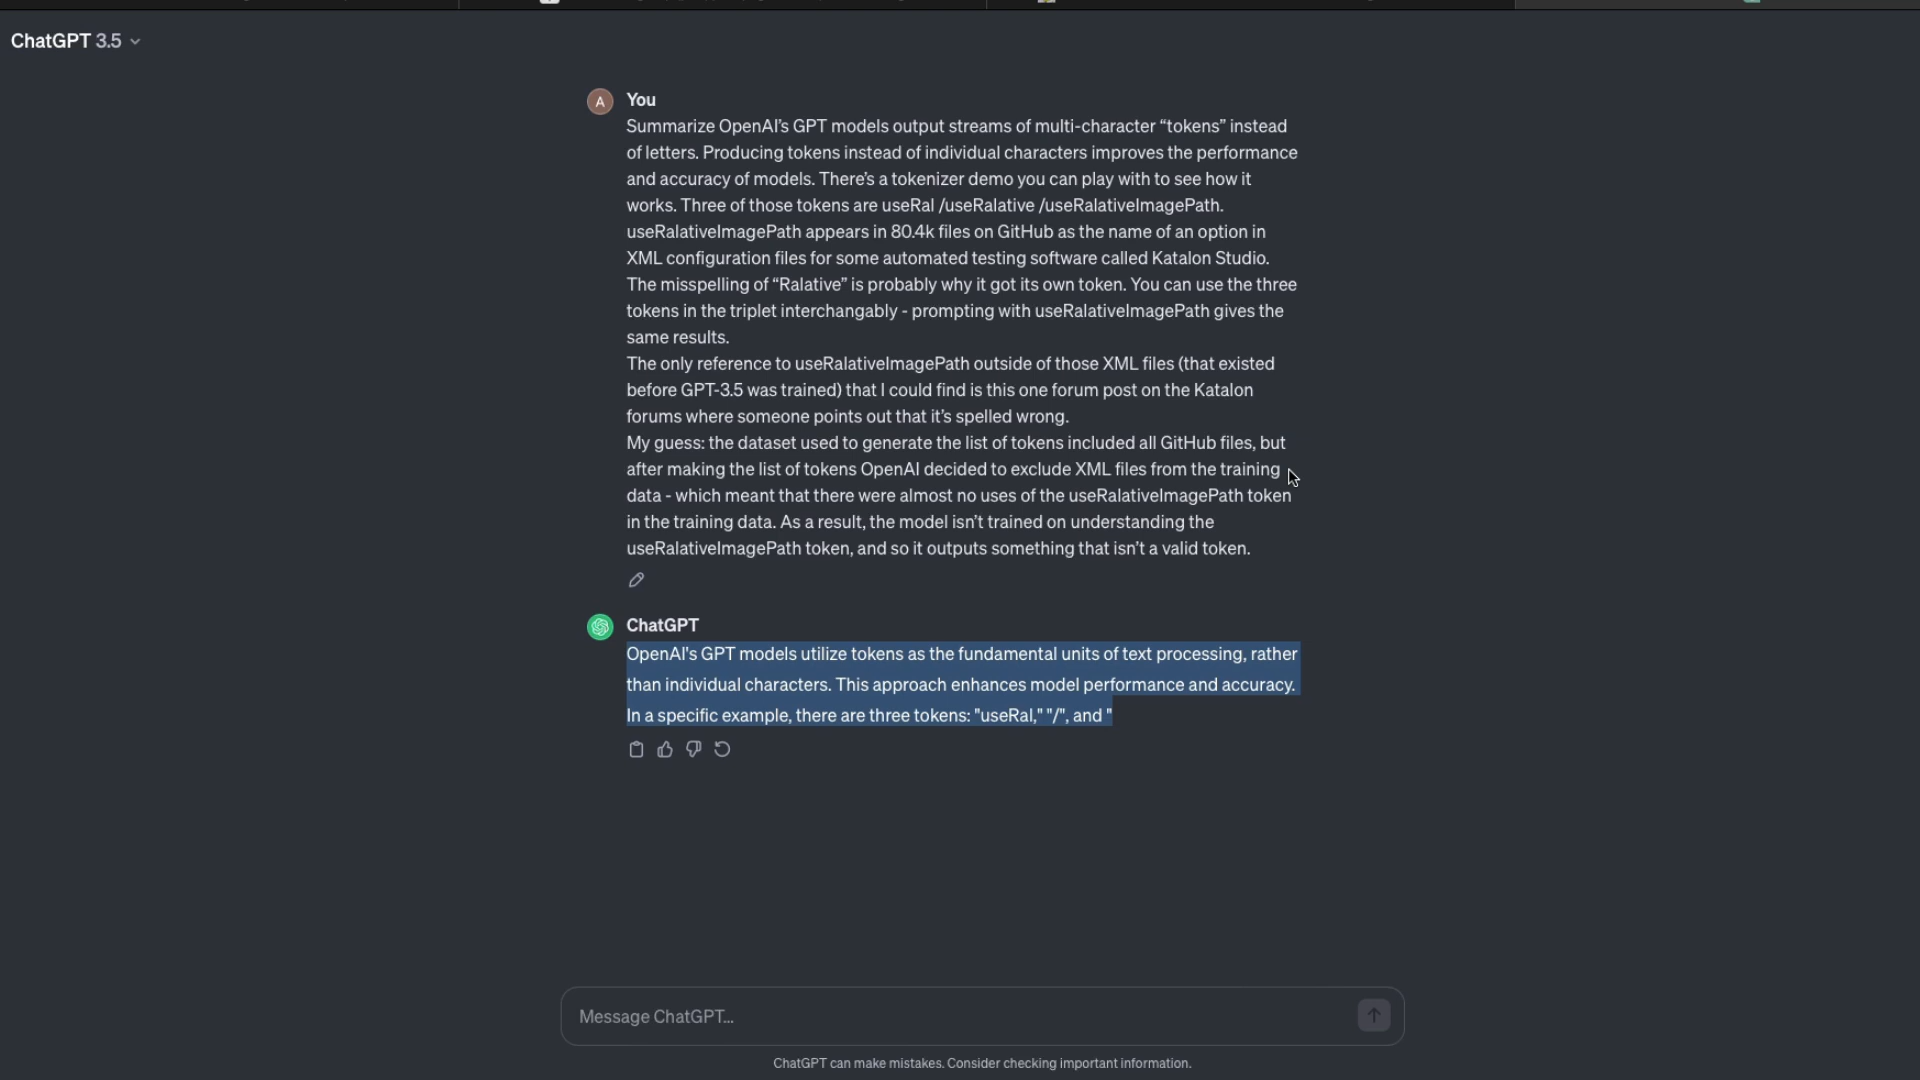 ChatGPT 3.5
A
You
Summarize OpenAI’s GPT models output streams of multi-character “tokens” instead
of letters. Producing tokens instead of individual characters improves the performance
and accuracy of models. There’s a tokenizer demo you can play with to see how it
works. Three of those tokens are useRal /useRalative /useRalativeImagePath.
useRalativeImagePath appears in 80.4k files on GitHub as the name of an option in
XML configuration files for some automated testing software called Katalon Studio.
The misspelling of “Ralative” is probably why it got its own token. You can use the three
tokens in the triplet interchangably - prompting with useRalativeImagePath gives the
same results.
The only reference to useRalativeImagePath outside of those XML files (that existed
before GPT-3.5 was trained) that I could find is this one forum post on the Katalon
forums where someone points out that it’s spelled wrong.
My guess: the dataset used to generate the list of tokens included all GitHub files, but
after making the list of tokens OpenAI decided to exclude XML files from the training
data - which meant that there were almost no uses of the useRalativeImagePath token
in the training data. As a result, the model isn’t trained on understanding the
useRalativeImagePath token, and so it outputs something that isn’t a valid token.
ChatGPT
OpenAI's GPT models utilize tokens as the fundamental units of text processing, rather
than individual characters. This approach enhances model performance and accuracy.
In a specific example, there are three tokens: "useRal," "/", and "
Message ChatGPT...
ChatGPT can make mistakes. Consider checking important information.